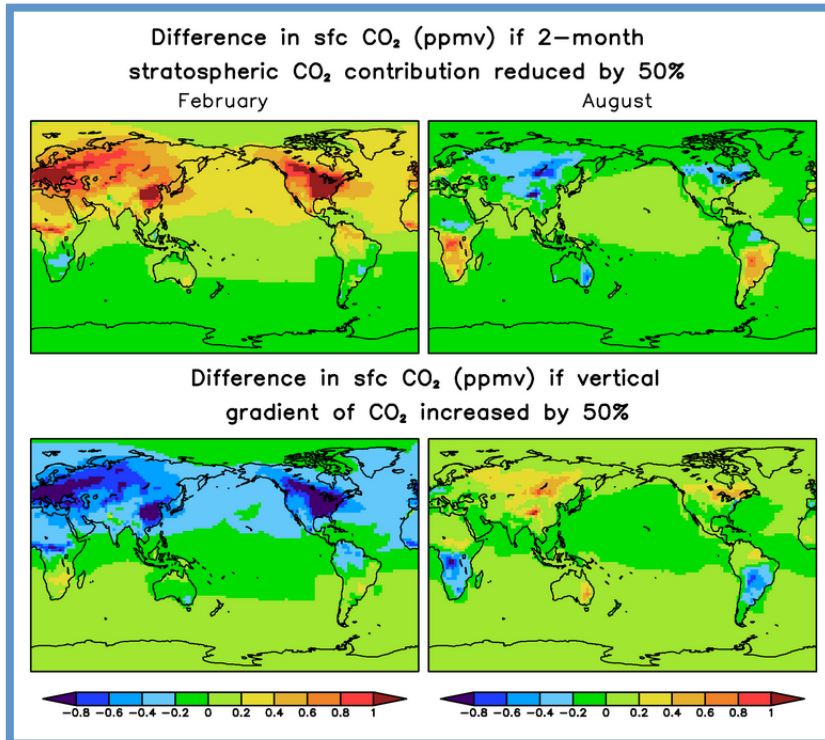 Difference in sfc CO₂ (ppmv) if 2-month
stratospheric CO₂ contribution reduced by 50%
February August
Difference in sfc CO₂ (ppmv) if vertical
gradient of CO₂ increased by 50%
-0.8 -0.6 -0.4 -0.2 0 0.2 0.4 0.6 0.8 1 -0.8 -0.6 -0.4 -0.2 0 0.2 0.4 0.6 0.8 1